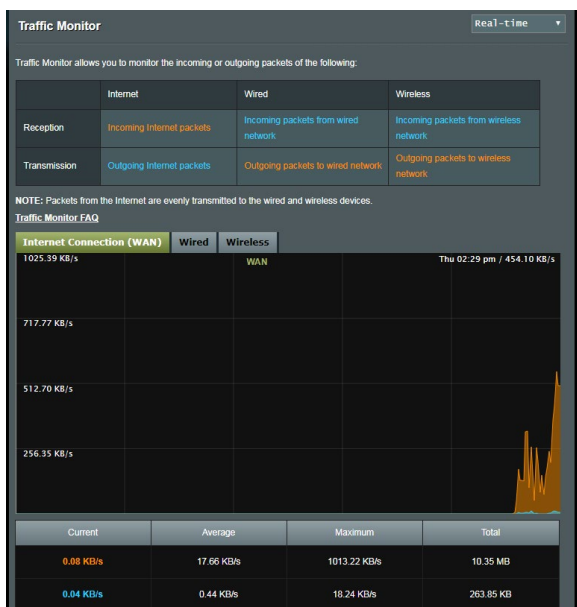 Traffic Monitor
Real-time
Traffic Monitor allows you to monitor the incoming or outgoing packets of the following:
Internet Wired Wireless
Reception Incoming Internet packets Incoming packets from wired network Incoming packets from wireless network
Transmission Outgoing Internet packets Outgoing packets to wired network Outgoing packets to wireless network
NOTE: Packets from the Internet are evenly transmitted to the wired and wireless devices.
Traffic Monitor FAQ
Internet Connection (WAN) Wired Wireless
1025.39 KB/s WAN Thu 02:29 pm / 454.10 KB/s
717.77 KB/s
512.70 KB/s
256.35 KB/s
Current Average Maximum Total
0.08 KB/s 17.66 KB/s 1013.22 KB/s 10.35 MB
0.04 KB/s 0.44 KB/s 18.24 KB/s 263.85 KB